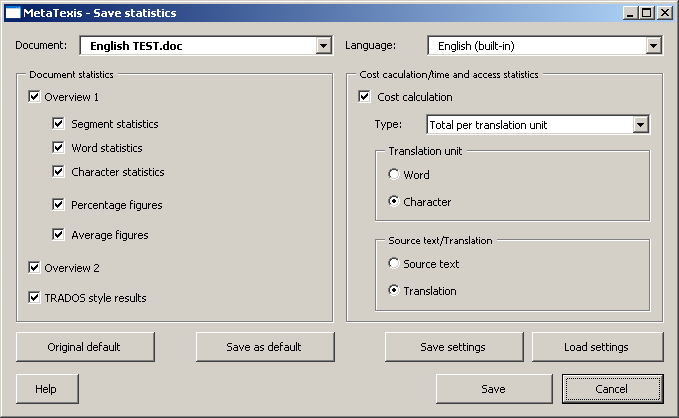 MetaTexis - Save statistics
Document: English TEST.doc Language: English (built-in)
Document statistics
Overview 1
Segment statistics
Word statistics
Character statistics
Percentage figures
Average figures
Overview 2
TRADOS style results
Cost caculation/time and access statistics
Cost calculation
Type: Total per translation unit
Translation unit
Word
Character
Source text/Translation
Source text
Translation
Original default Save as default Save settings Load settings
Help Save Cancel